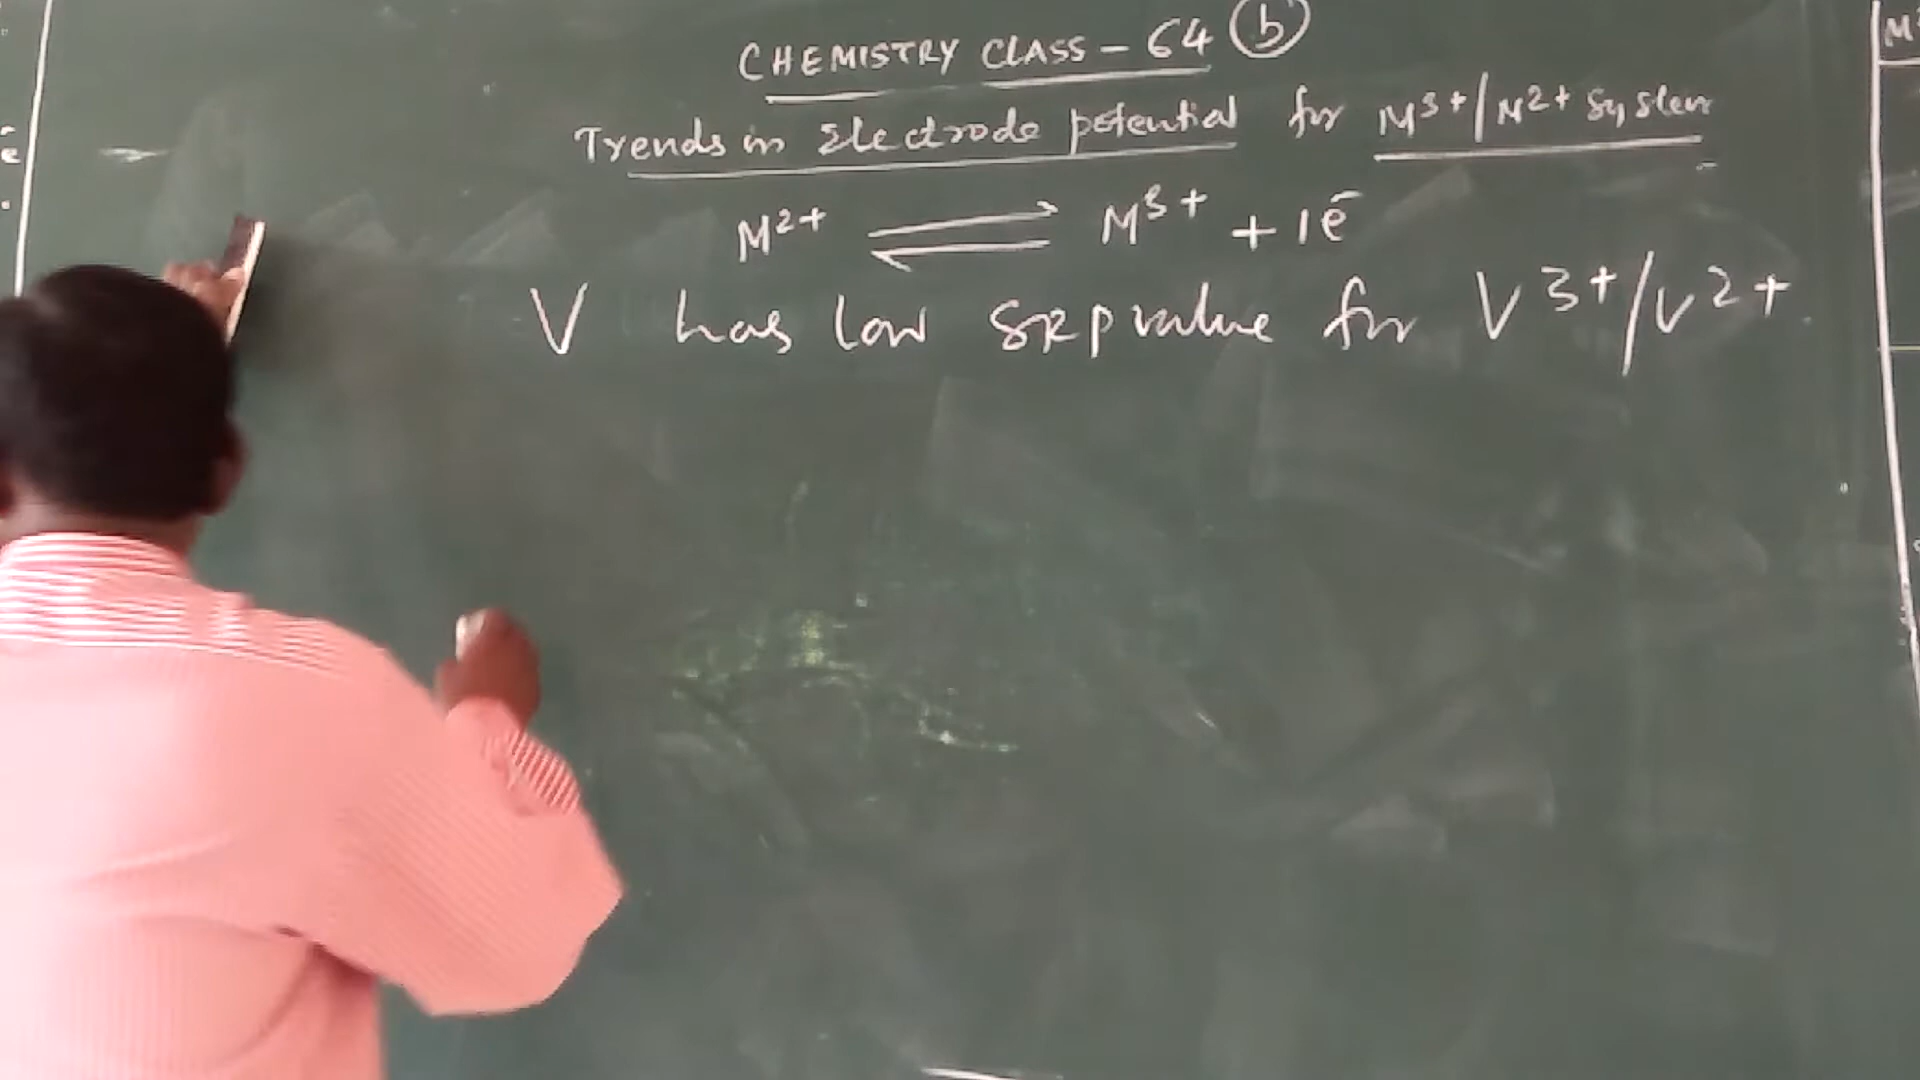 CHEMISTRY CLASS - 64 (b)
Trends in Electrode potential for M³⁺/M²⁺ System
M²⁺ ⇌ M³⁺ + 1e⁻
V has low SRP value for V³⁺/V²⁺